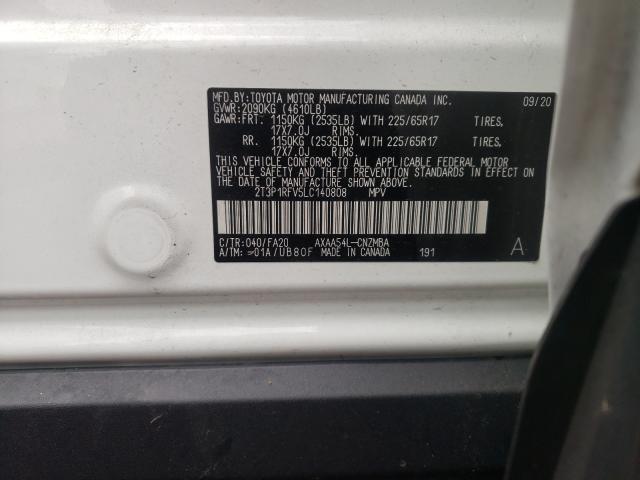 MFD.BY:TOYOTA MOTOR MANUFACTURING CANADA INC. 09/20
GVWR:2090KG (4610LB)
GAWR:FRT. 1150KG (2535LB) WITH 225/65R17 TIRES,
17X7.0J RIMS.
RR. 1150KG (2535LB) WITH 225/65R17 TIRES,
17X7.0J RIMS.
THIS VEHICLE CONFORMS TO ALL APPLICABLE FEDERAL MOTOR
VEHICLE SAFETY AND THEFT PREVENTION STANDARDS IN EFFECT
ON THE DATE OF MANUFACTURE SHOWN ABOVE.
2T3P1RFV5LC140808 MPV
C/TR:040/FA20 AXAA54L-CNZMBA
A/TM: -01A/UB80F MADE IN CANADA 191 A